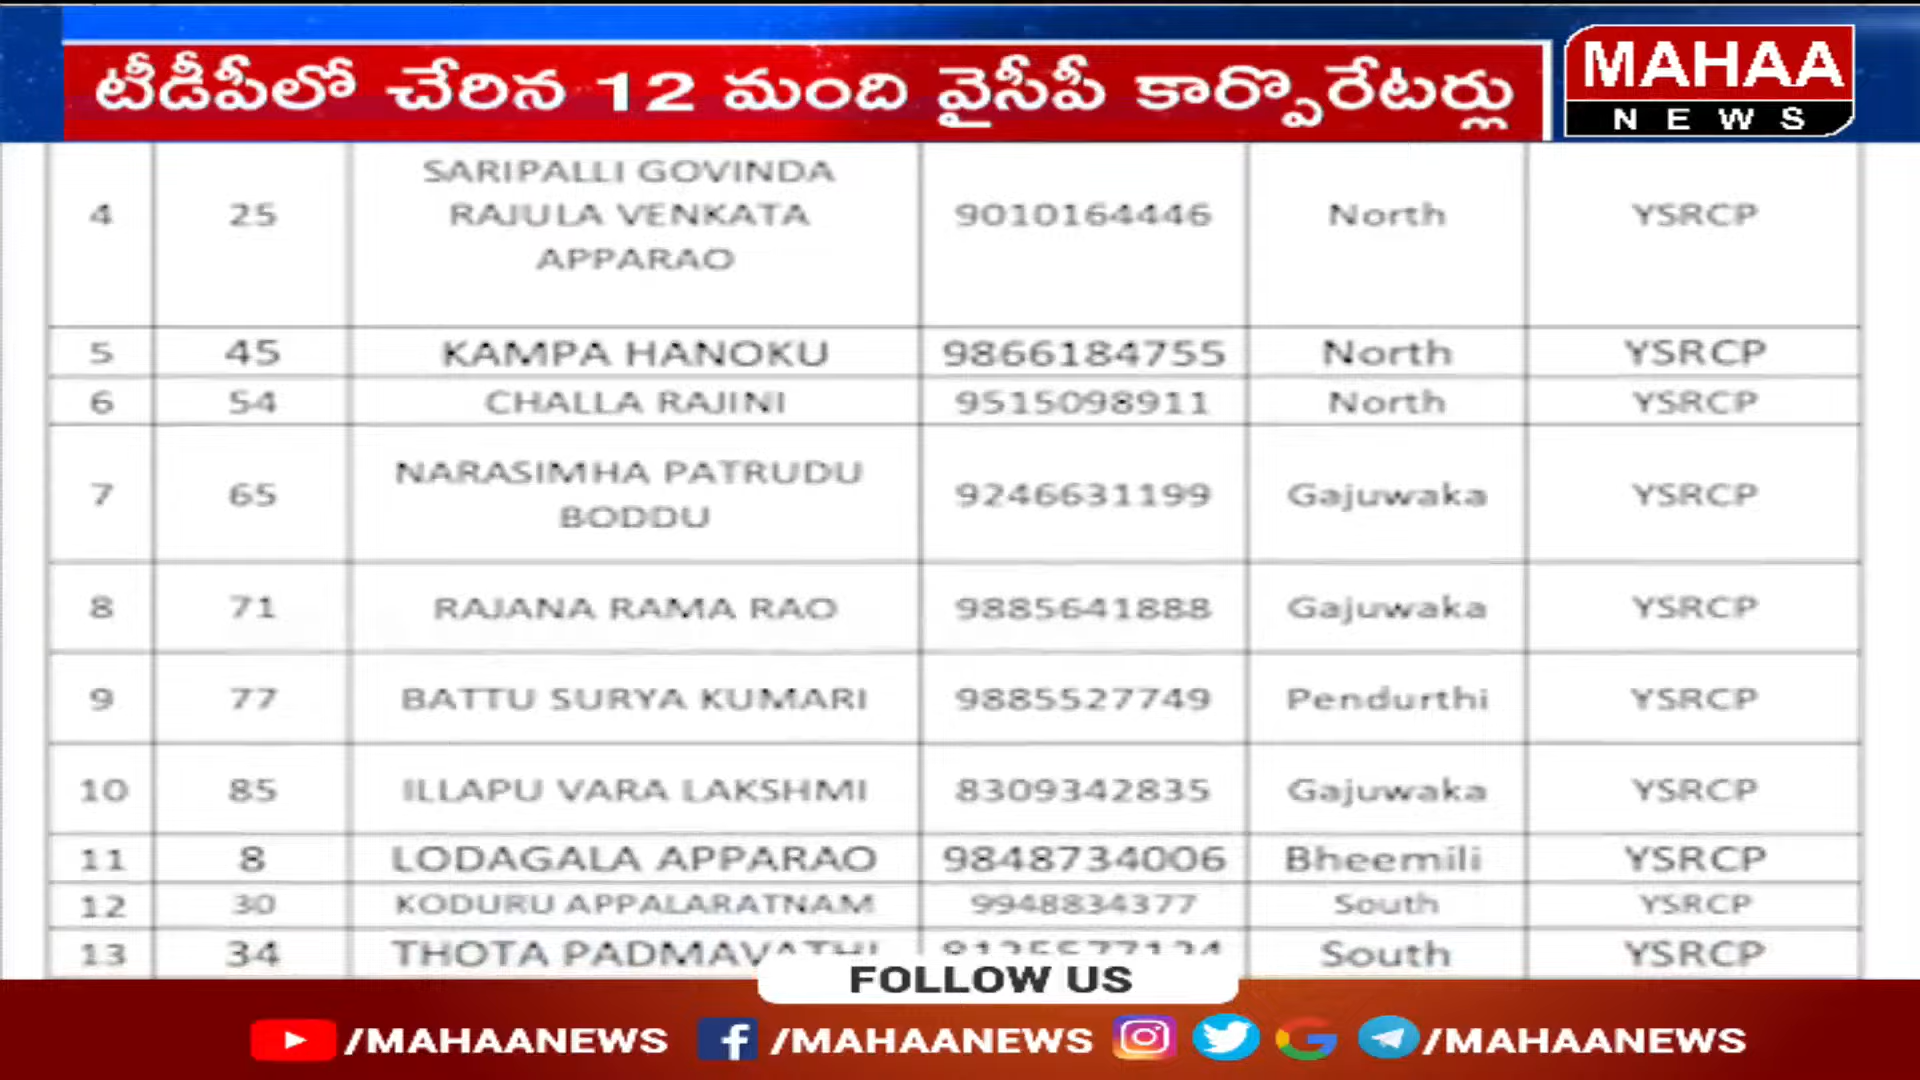 టీడీపీలో చేరిన 12 మంది వైసీపీ కార్పొరేటర్లు
MAHAA
NEWS
4 25 SARIPALLI GOVINDA RAJULA VENKATA APPARAO 9010164446 North YSRCP
5 45 KAMPA HANOKU 9866184755 North YSRCP
6 54 CHALLA RAJINI 9515098911 North YSRCP
7 65 NARASIMHA PATRUDU BODDU 9246631199 Gajuwaka YSRCP
8 71 RAJANA RAMA RAO 9885641888 Gajuwaka YSRCP
9 77 BATTU SURYA KUMARI 9885527749 Pendurthi YSRCP
10 85 ILLAPU VARA LAKSHMI 8309342835 Gajuwaka YSRCP
11 8 LODAGALA APPARAO 9848734006 Bheemili YSRCP
12 30 KODURU APPALARATNAM 9948834377 South YSRCP
13 34 THOTA PADMAVATHI South YSRCP
FOLLOW US
/MAHAANEWS /MAHAANEWS /MAHAANEWS